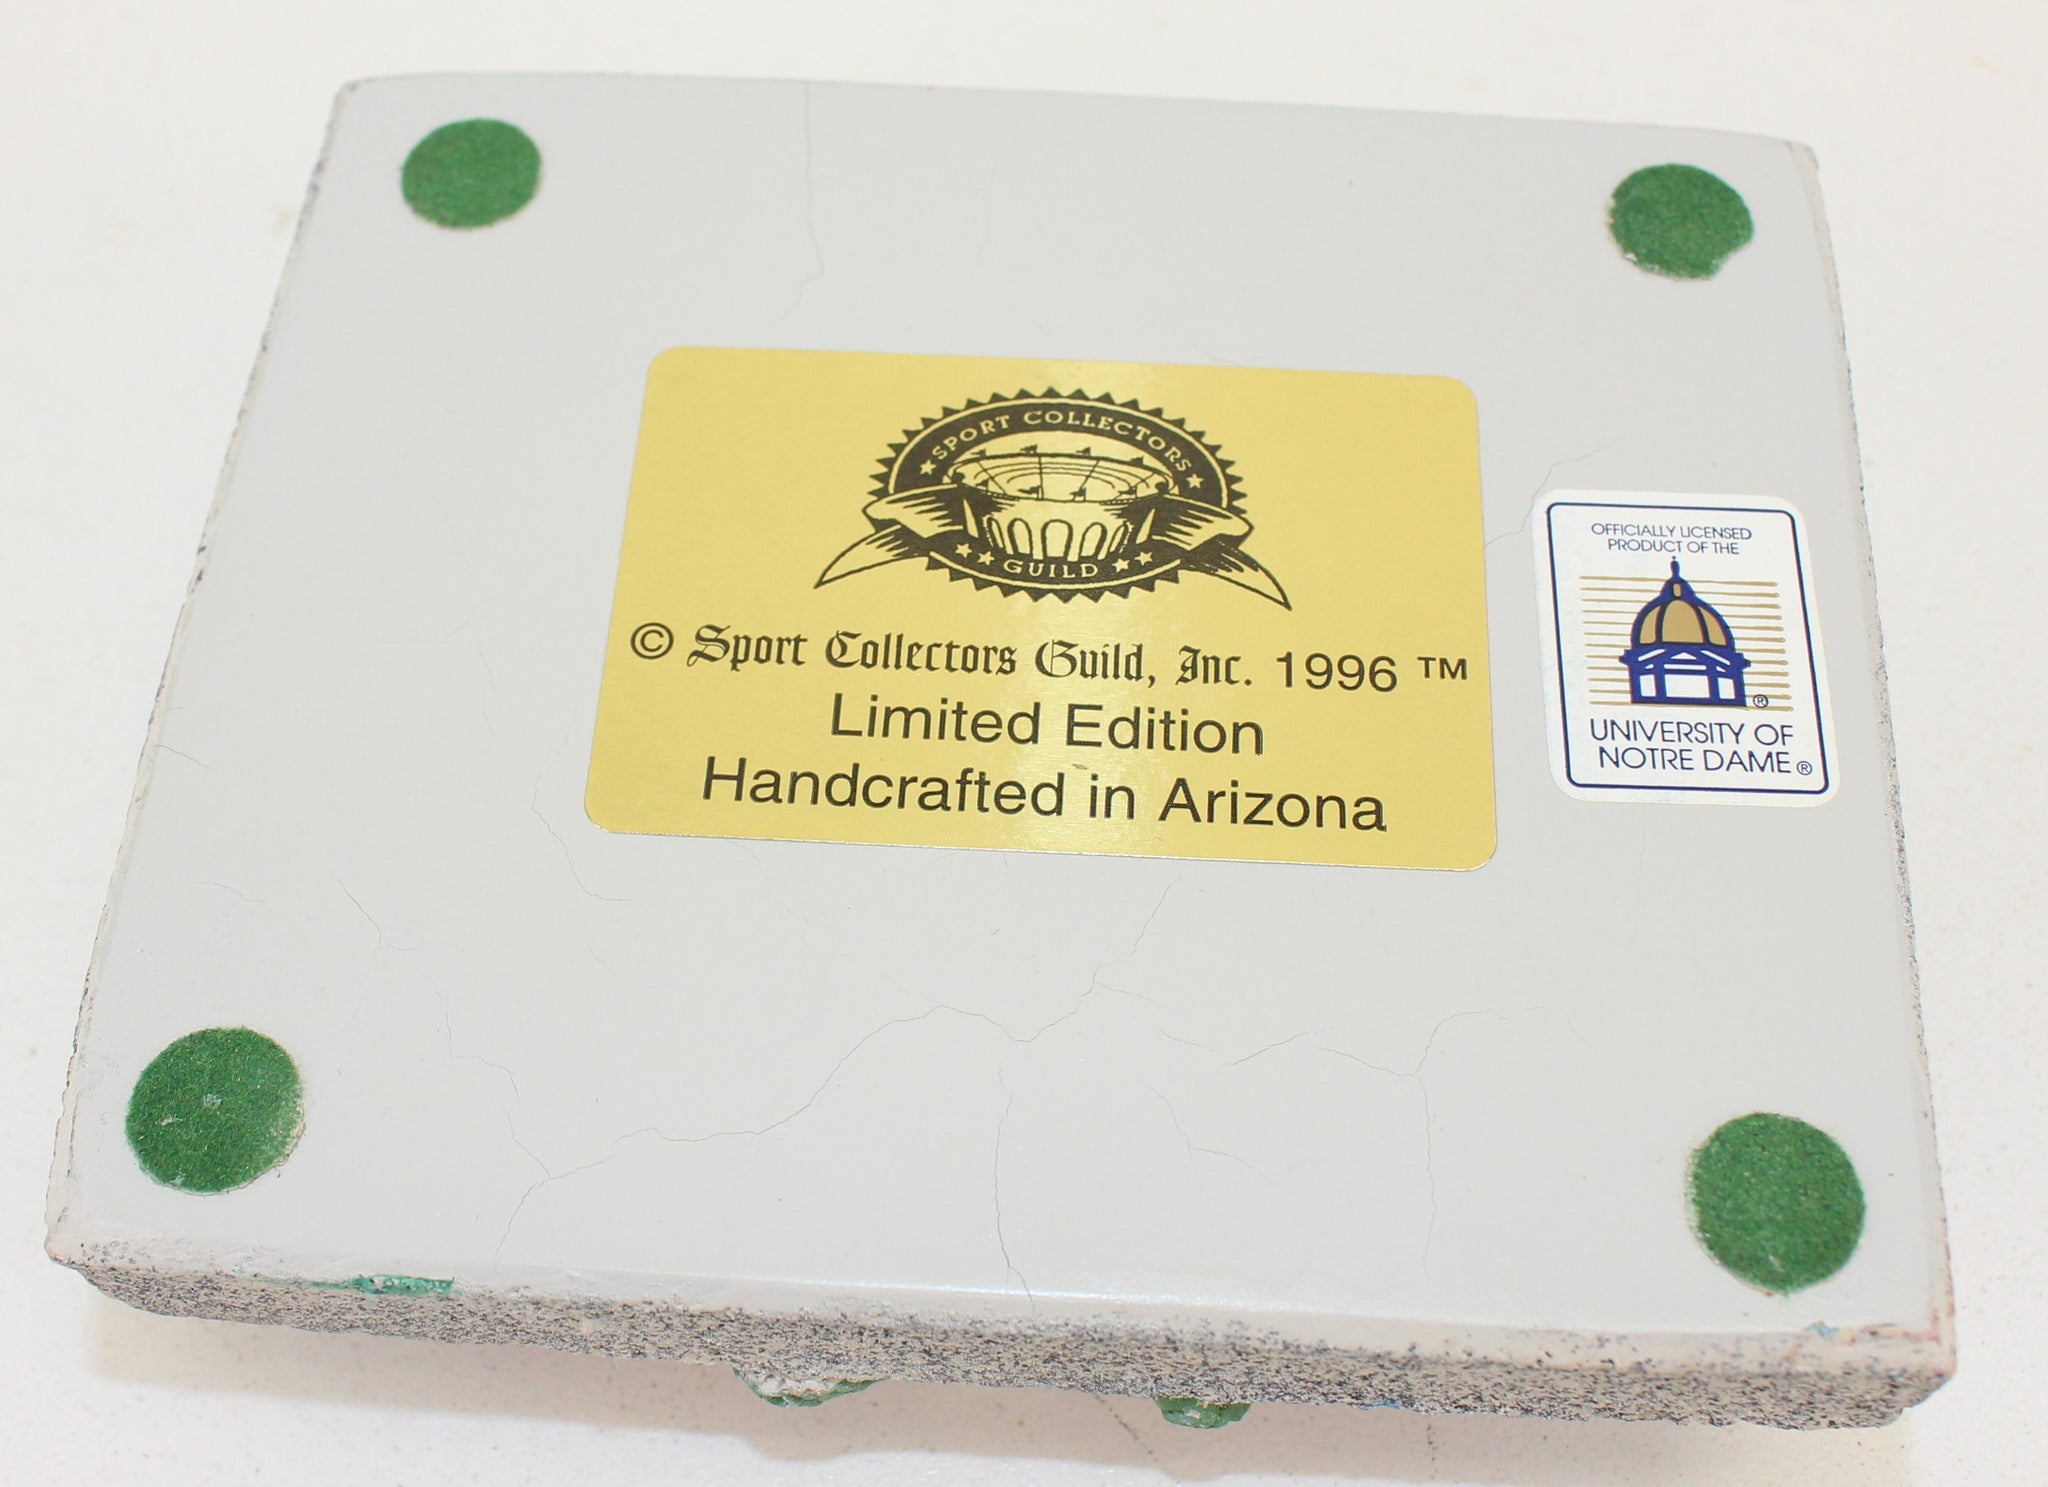 SPORT COLLECTORS
GUILD
© Sport Collectors Guild, Inc. 1996 ™
Limited Edition
Handcrafted in Arizona
OFFICIALLY LICENSED
PRODUCT OF THE
®
UNIVERSITY OF
NOTRE DAME®